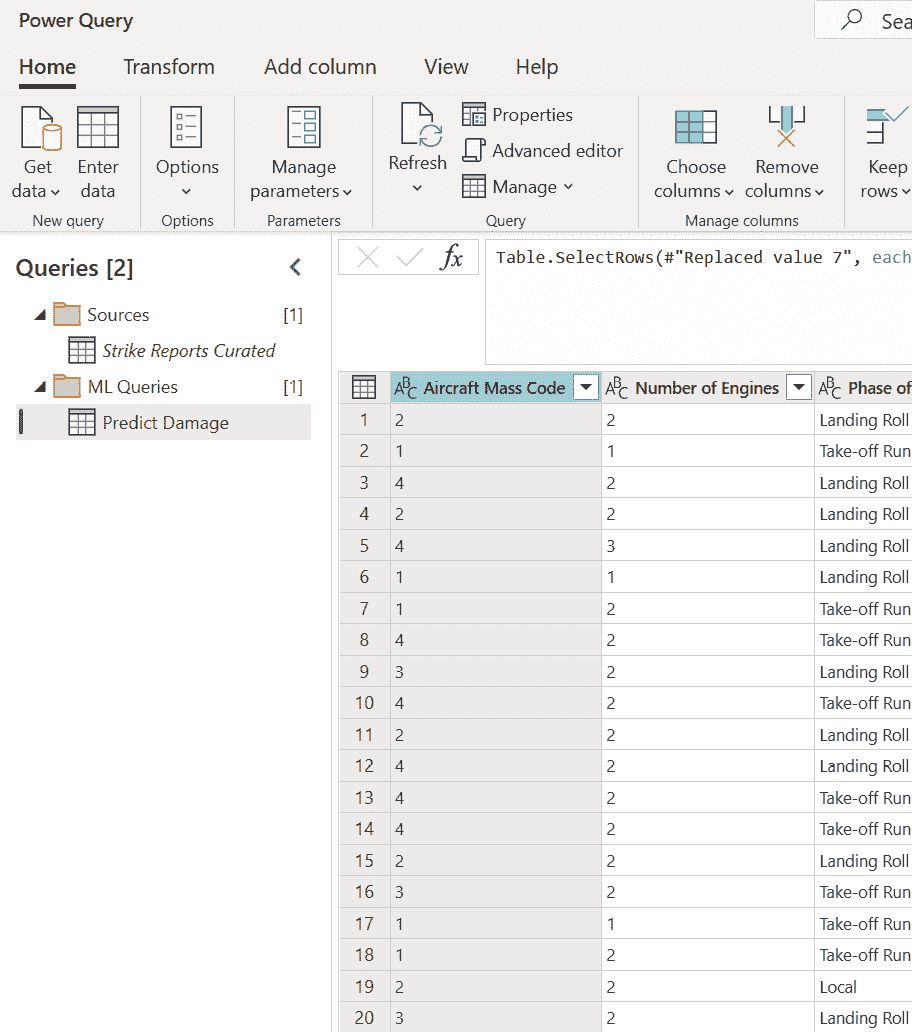 Power Query
Sea
Home Transform Add column View Help
Get data Enter data Options Manage parameters Refresh Properties Advanced editor Manage Choose columns Remove columns Keep rows
New query Options Parameters Query Manage columns
Queries [2]
fx Table.SelectRows(#"Replaced value 7", each
Sources [1]
Strike Reports Curated
ML Queries [1]
Predict Damage
ABC Aircraft Mass Code ABC Number of Engines ABC Phase of
1 2 2 Landing Roll
2 1 1 Take-off Run
3 4 2 Landing Roll
4 2 2 Landing Roll
5 4 3 Landing Roll
6 1 1 Landing Roll
7 1 2 Take-off Run
8 4 2 Take-off Run
9 3 2 Landing Roll
10 4 2 Take-off Run
11 2 2 Landing Roll
12 4 2 Landing Roll
13 4 2 Take-off Run
14 4 2 Take-off Run
15 2 2 Landing Roll
16 3 2 Take-off Run
17 1 1 Take-off Run
18 1 2 Take-off Run
19 2 2 Local
20 3 2 Landing Roll